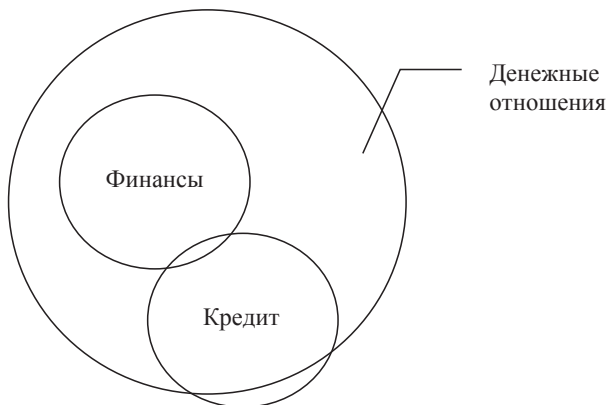 Денежные
отношения
Финансы
Кредит